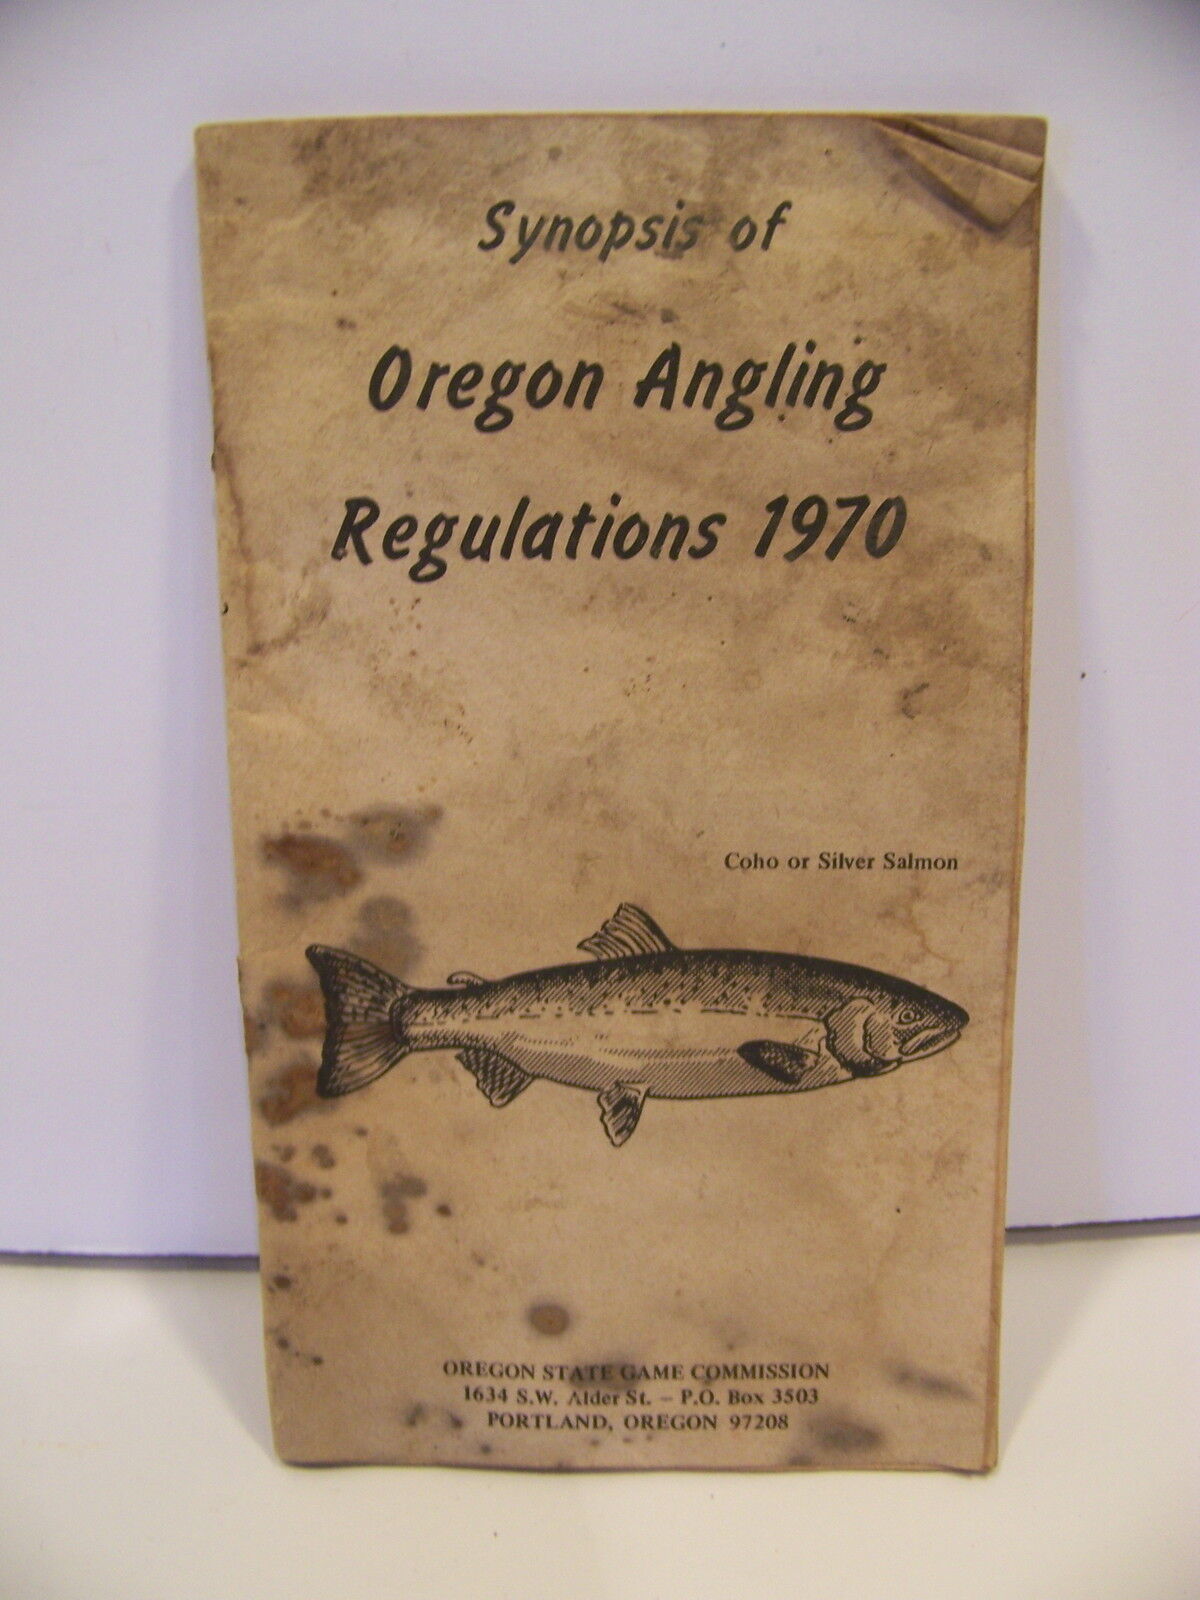 Synopsis of
Oregon Angling
Regulations 1970
Coho or Silver Salmon
OREGON STATE GAME COMMISSION
1634 S.W. Alder St. – P.O. Box 3503
PORTLAND, OREGON 97208